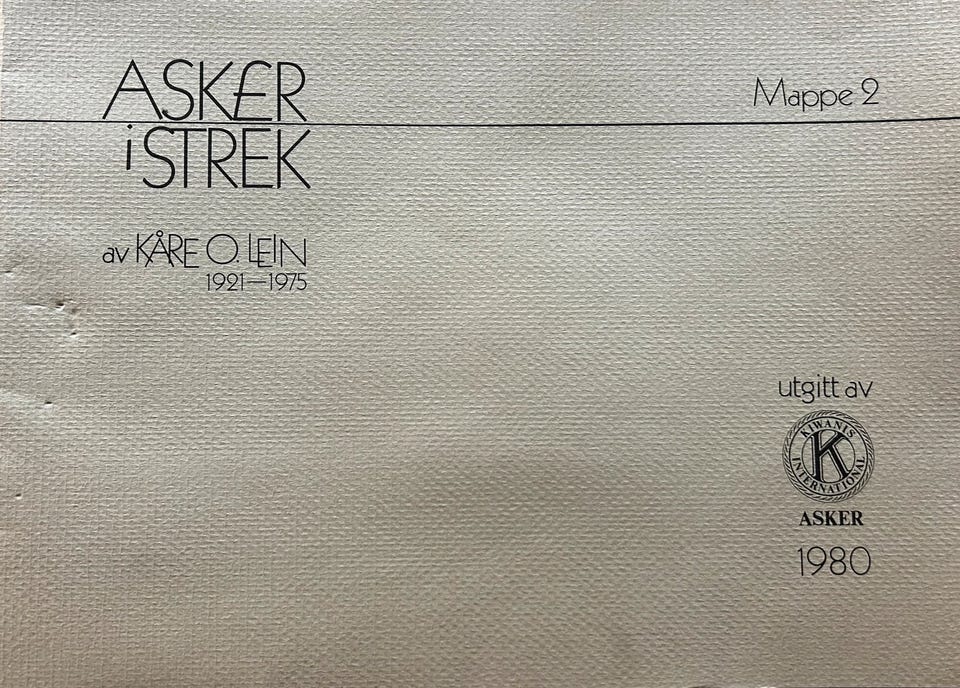 ASKER
i STREK
Mappe 2
av KÅRE O. LEIN
1921—1975
utgitt av
KIWANIS
K
INTERNATIONAL
ASKER
1980